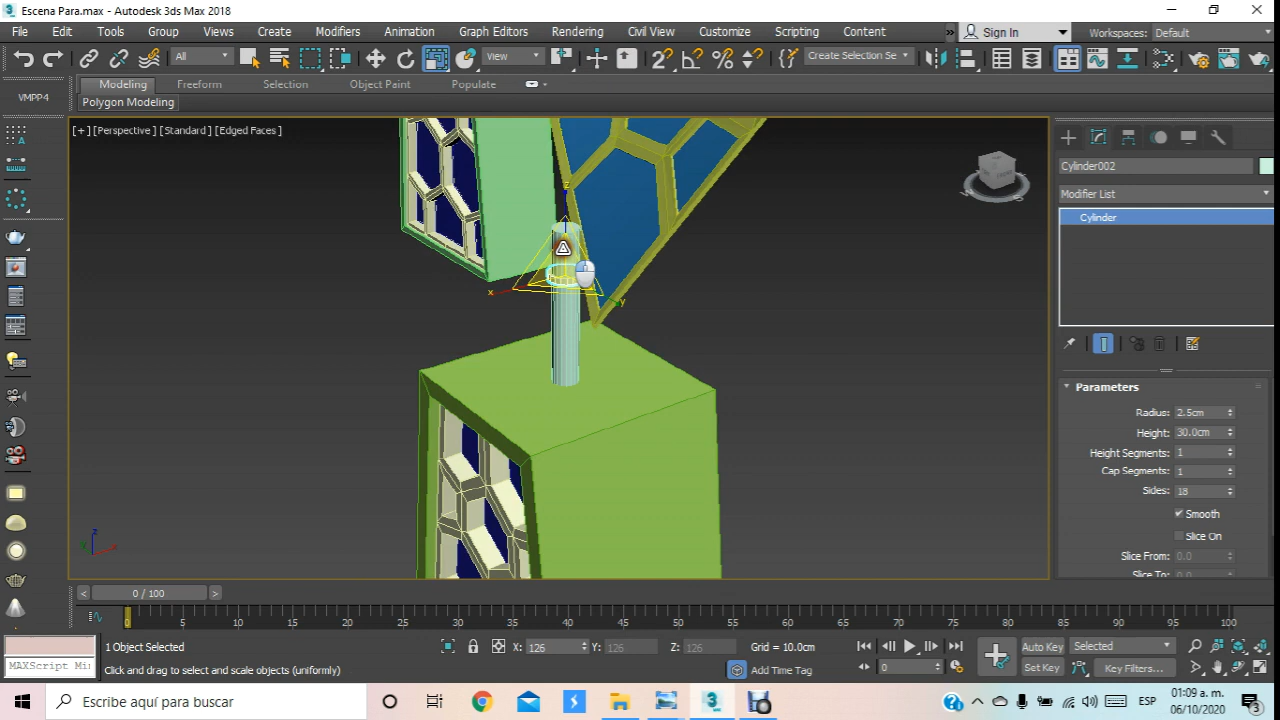 Escena Para.max - Autodesk 3ds Max 2018
File Edit Tools Group Views Create Modifiers Animation Graph Editors Rendering Civil View Customize Scripting Content » Sign In Workspaces: Default
All View Create Selection Se
Modeling Freeform Selection Object Paint Populate
VMPP4 Polygon Modeling
[+] [Perspective ] [Standard ] [Edged Faces ]
Cylinder002
Modifier List
Cylinder
z
x
y
Parameters
Radius: 2.5cm
Height: 30.0cm
Height Segments: 1
Cap Segments: 1
Sides: 18
Smooth
Slice On
Slice From: 0.0
Slice To: 0.0
z
< 0 / 100 >
0 5 10 15 20 25 30 35 40 45 50 55 60 65 70 75 80 85 90 95 100
1 Object Selected X: 126 Y: 126 Z: 126 Grid = 10.0cm Auto Key Selected
MAXScript Mi Click and drag to select and scale objects (uniformly) Add Time Tag 0 Set Key Key Filters...
Escribe aquí para buscar ESP 01:09 a. m.
06/10/2020 3